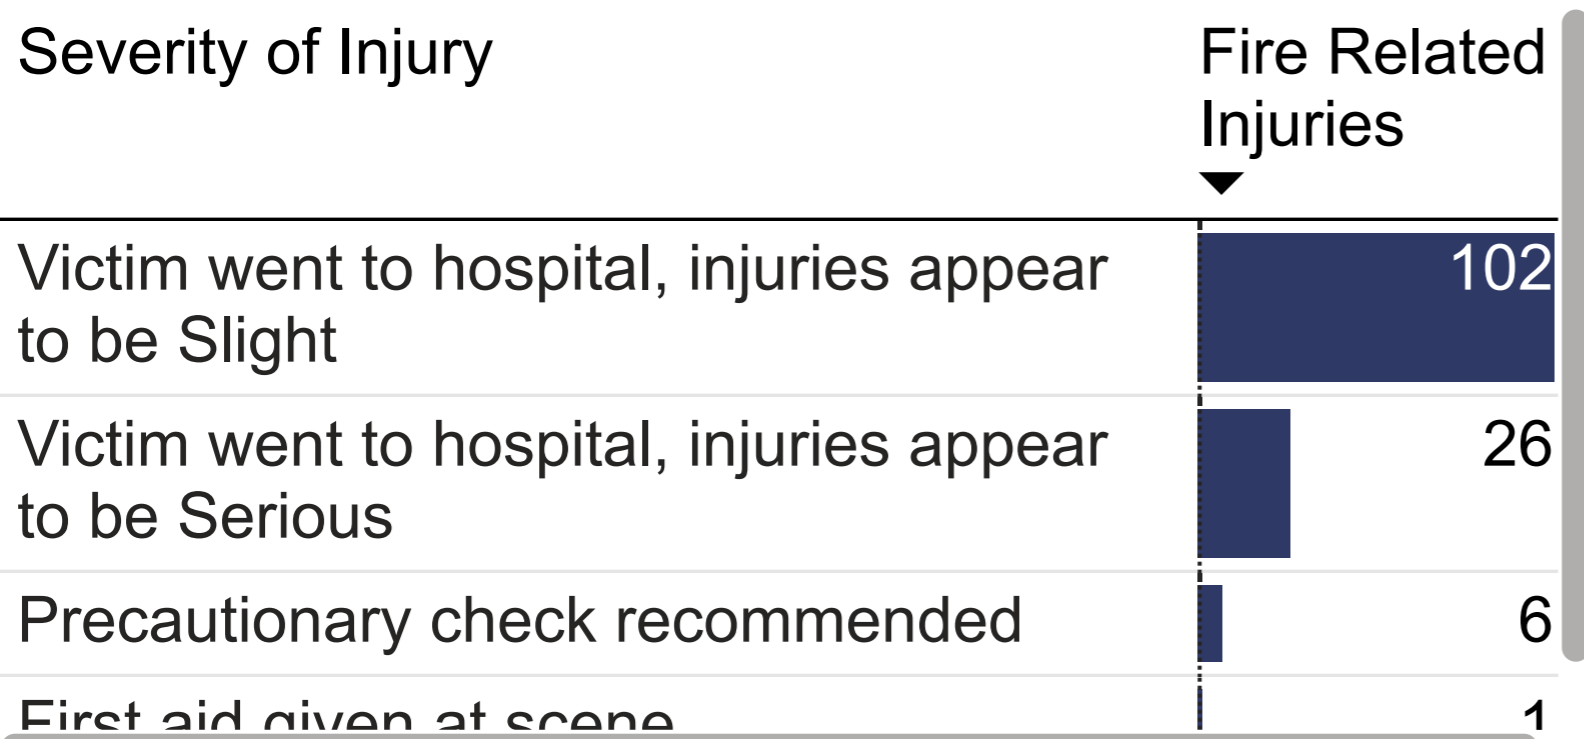 Severity of Injury
Fire Related
Injuries
Victim went to hospital, injuries appear
to be Slight
102
Victim went to hospital, injuries appear
to be Serious
26
Precautionary check recommended
6
First aid given at scene
1